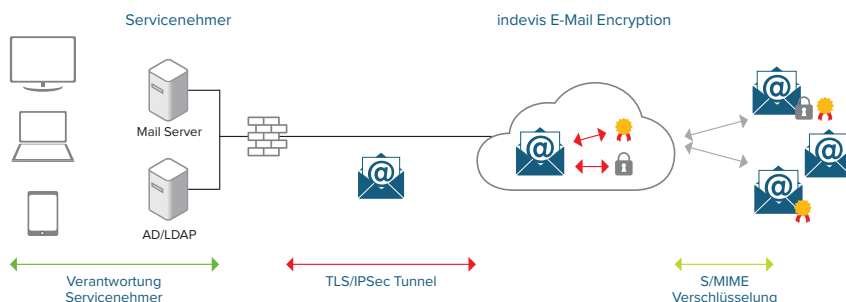 Servicenehmer
indevis E-Mail Encryption
Mail Server
AD/LDAP
Verantwortung
Servicenehmer
TLS/IPSec Tunnel
S/MIME
Verschlüsselung